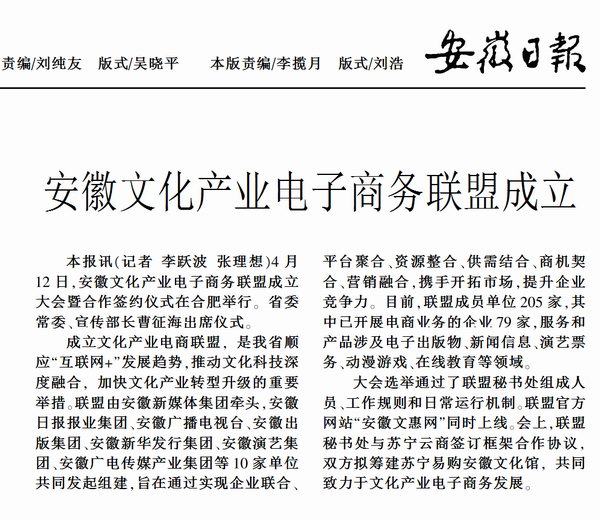 责编/刘纯友 版式/吴晓平 本版责编/李揽月 版式/刘浩 安徽日報
安徽文化产业电子商务联盟成立
本报讯(记者 李跃波 张理想)4月
12日,安徽文化产业电子商务联盟成立
大会暨合作签约仪式在合肥举行。省委
常委、宣传部长曹征海出席仪式。
成立文化产业电商联盟，是我省顺
应“互联网+”发展趋势,推动文化科技深
度融合，加快文化产业转型升级的重要
举措。联盟由安徽新媒体集团牵头,安徽
日报报业集团、安徽广播电视台、安徽出
版集团、安徽新华发行集团、安徽演艺集
团、安徽广电传媒产业集团等10家单位
共同发起组建,旨在通过实现企业联合、
平台聚合、资源整合、供需结合、商机契
合、营销融合,携手开拓市场,提升企业
竞争力。目前,联盟成员单位205家,其
中已开展电商业务的企业79家,服务和
产品涉及电子出版物、新闻信息、演艺票
务、动漫游戏、在线教育等领域。
大会选举通过了联盟秘书处组成人
员、工作规则和日常运行机制。联盟官方
网站“安徽文惠网”同时上线。会上,联盟
秘书处与苏宁云商签订框架合作协议,
双方拟筹建苏宁易购安徽文化馆，共同
致力于文化产业电子商务发展。